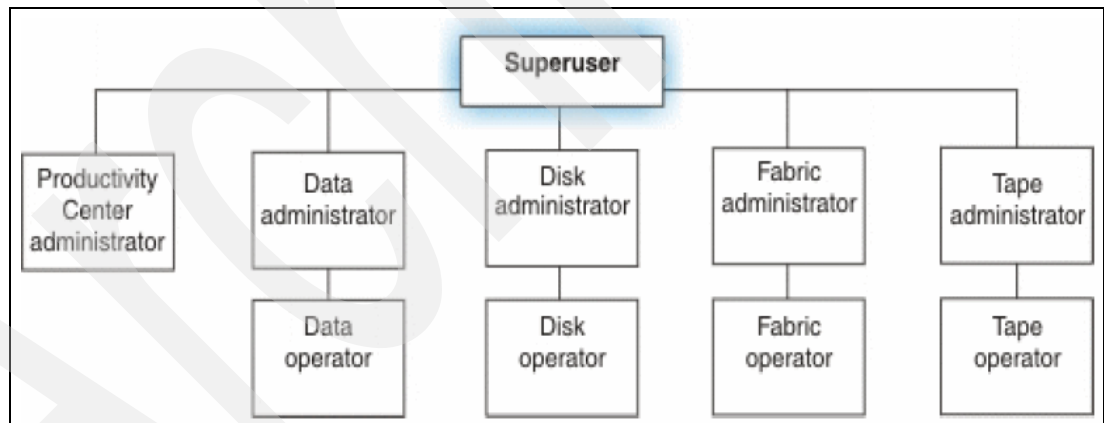 Superuser
Productivity
Center
administrator
Data
administrator
Disk
administrator
Fabric
administrator
Tape
administrator
Data
operator
Disk
operator
Fabric
operator
Tape
operator